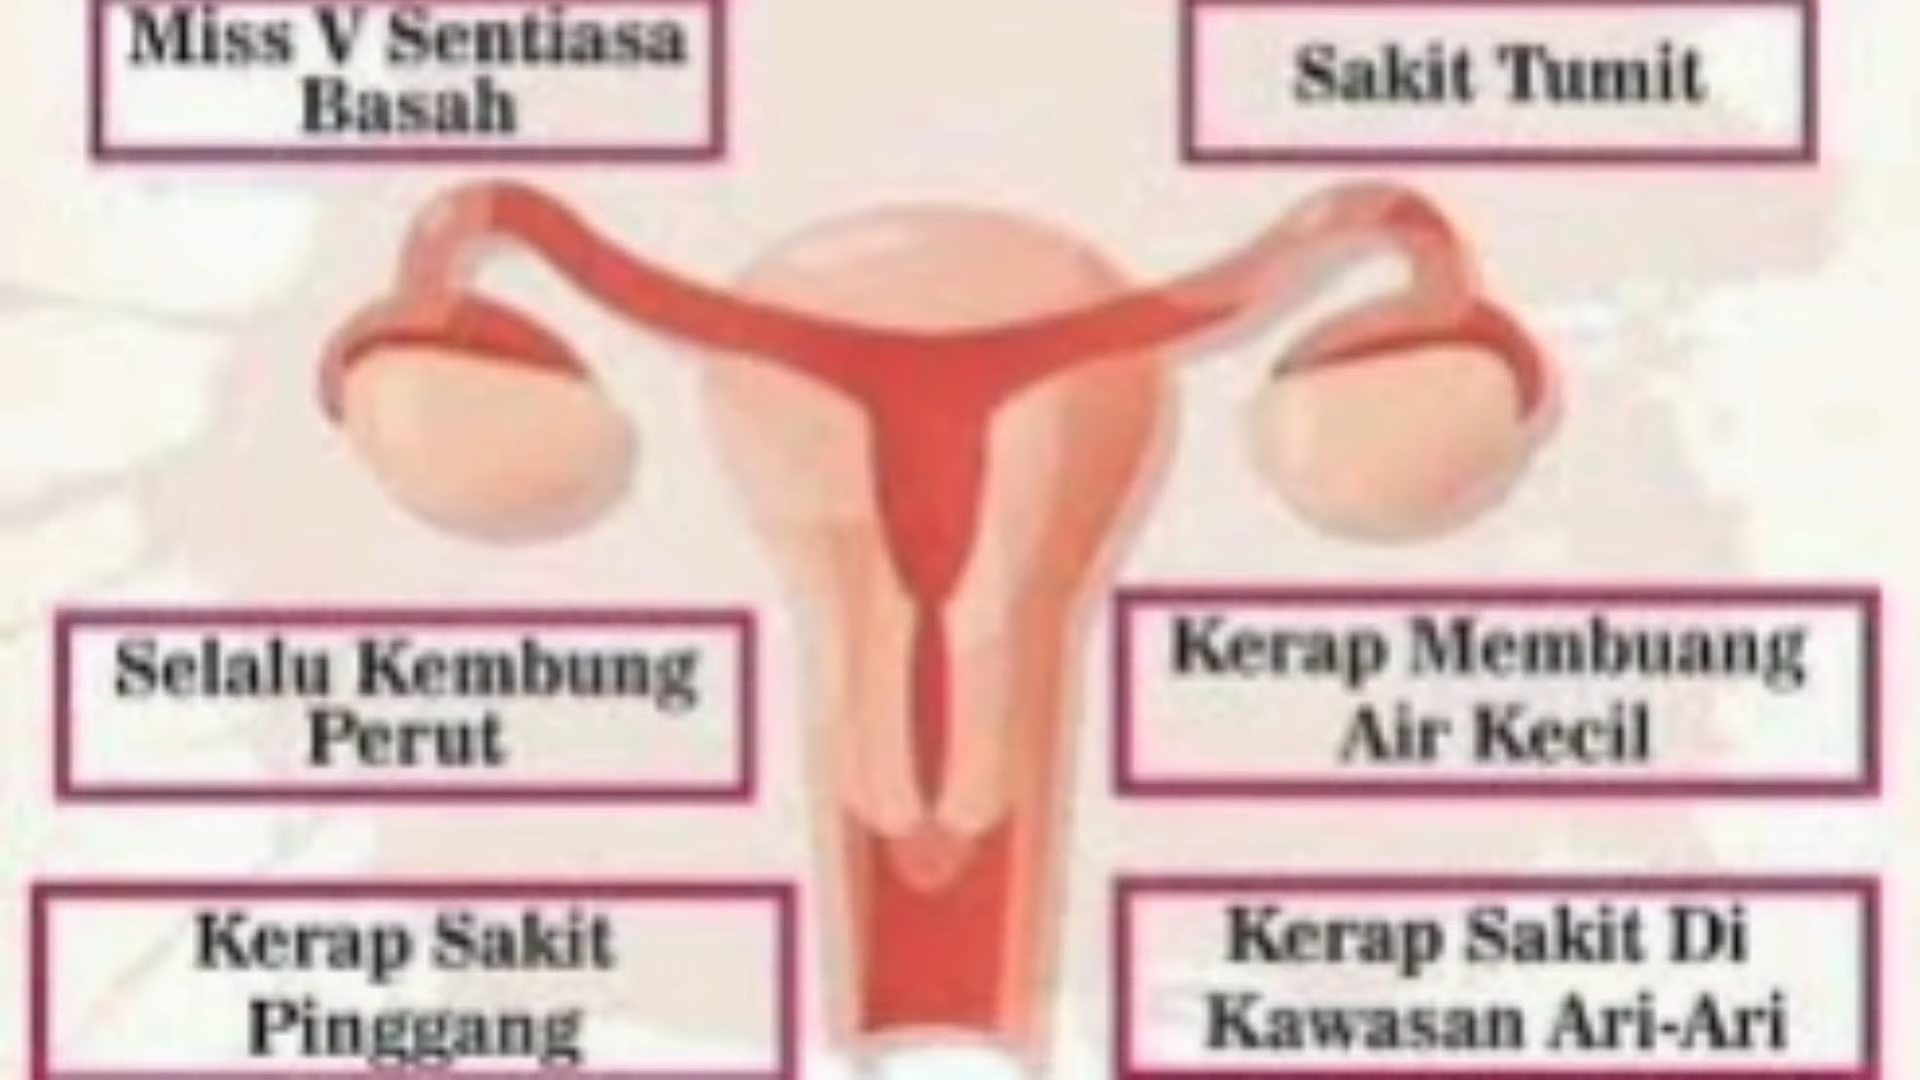 Miss V Sentiasa
Basah
Sakit Tumit
Selalu Kembung
Perut
Kerap Membuang
Air Kecil
Kerap Sakit
Pinggang
Kerap Sakit Di
Kawasan Ari-Ari